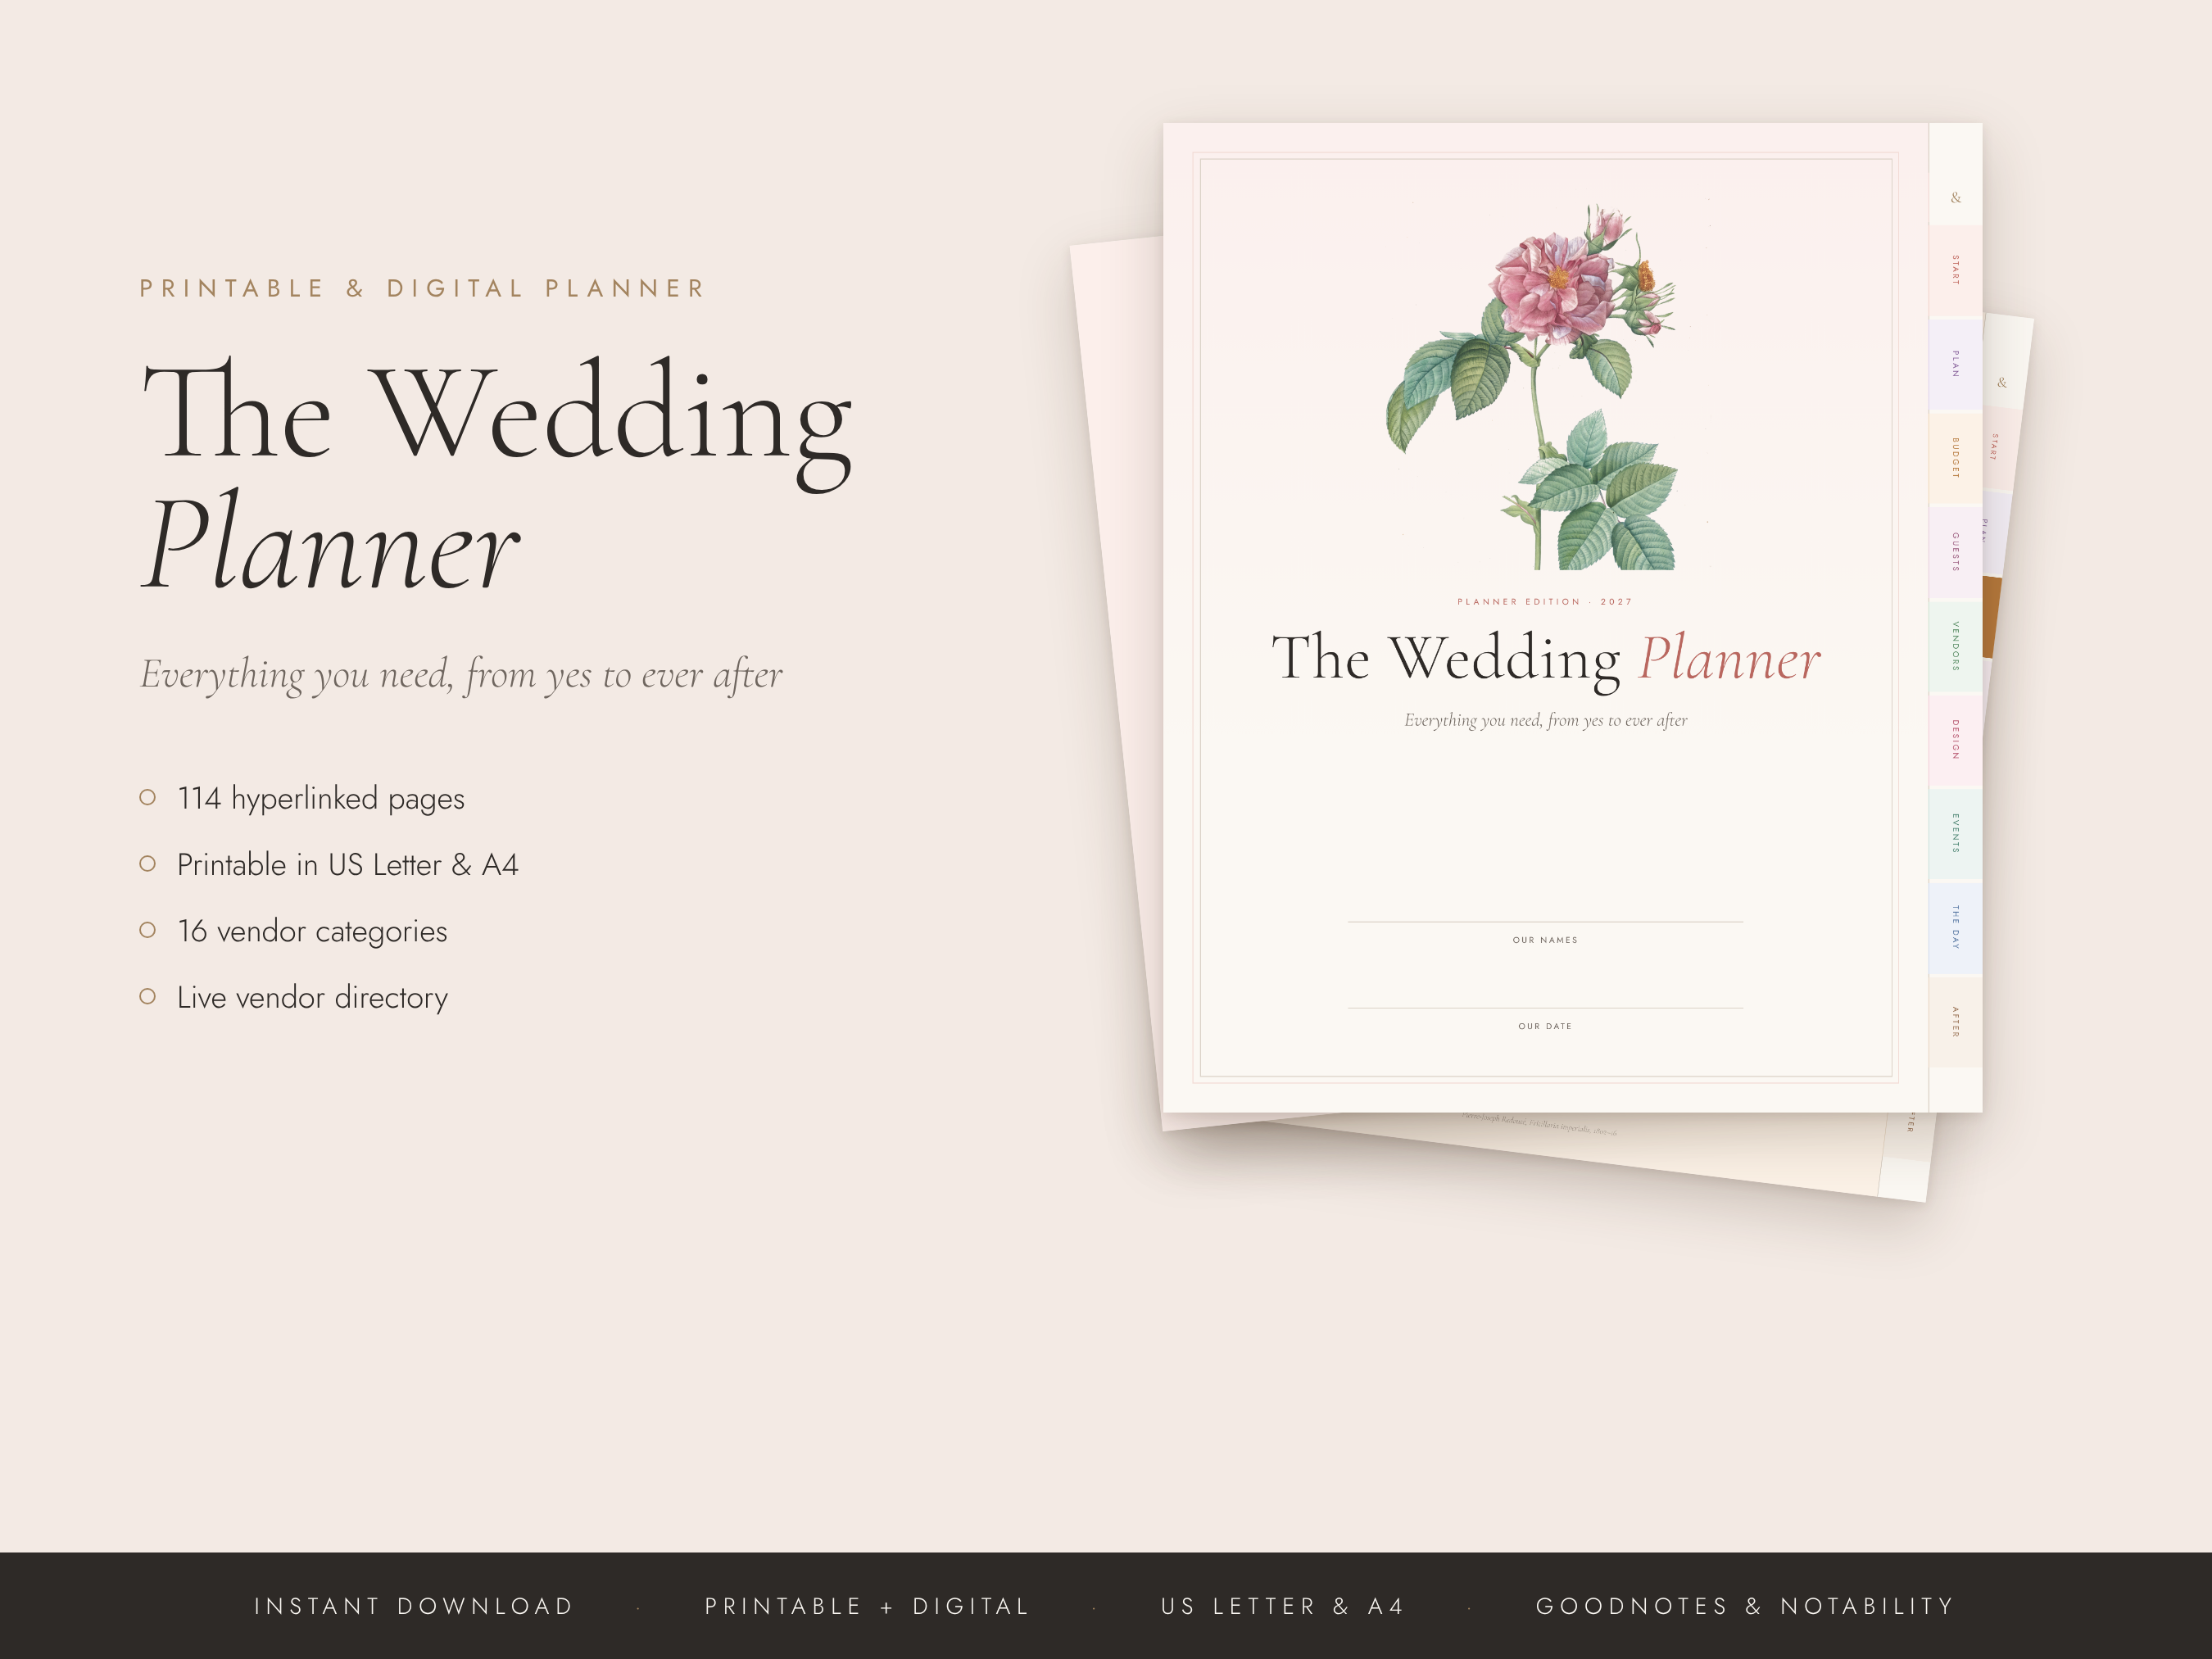 PRINTABLE & DIGITAL PLANNER
The Wedding
Planner
Everything you need, from yes to ever after
114 hyperlinked pages
Printable in US Letter & A4
16 vendor categories
Live vendor directory
PLANNER EDITION · 2027
The Wedding Planner
Everything you need, from yes to ever after
OUR NAMES
OUR DATE
&
START
PLAN
BUDGET
GUESTS
VENDORS
DESIGN
EVENTS
THE DAY
AFTER
&
START
INSTANT DOWNLOAD · PRINTABLE + DIGITAL · US LETTER & A4 · GOODNOTES & NOTABILITY